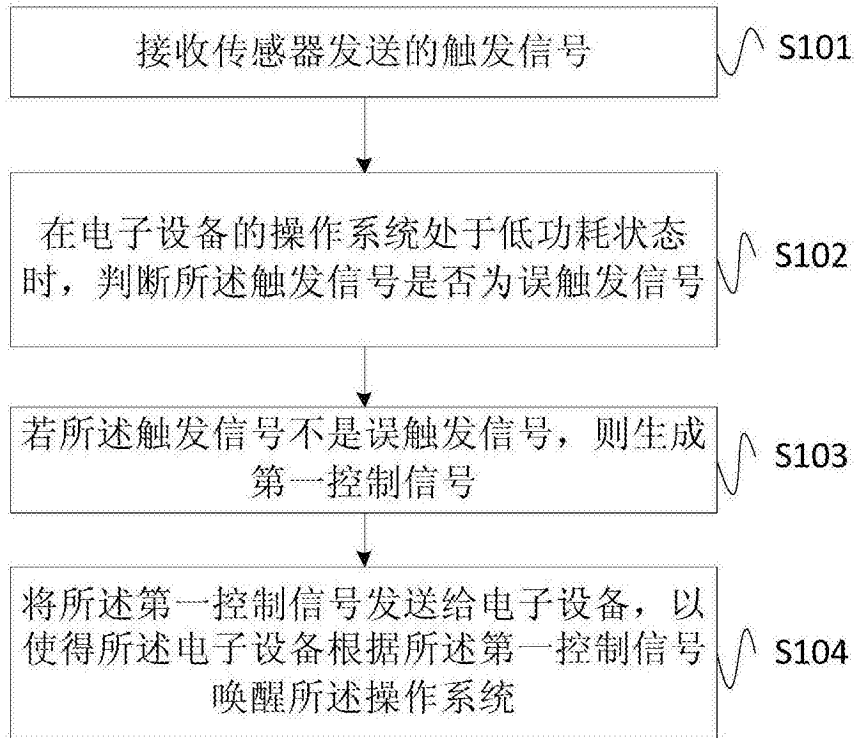 接收传感器发送的触发信号
S101
在电子设备的操作系统处于低功耗状态
时，判断所述触发信号是否为误触发信号
S102
若所述触发信号不是误触发信号，则生成
第一控制信号
S103
将所述第一控制信号发送给电子设备，以
使得所述电子设备根据所述第一控制信号
唤醒所述操作系统
S104